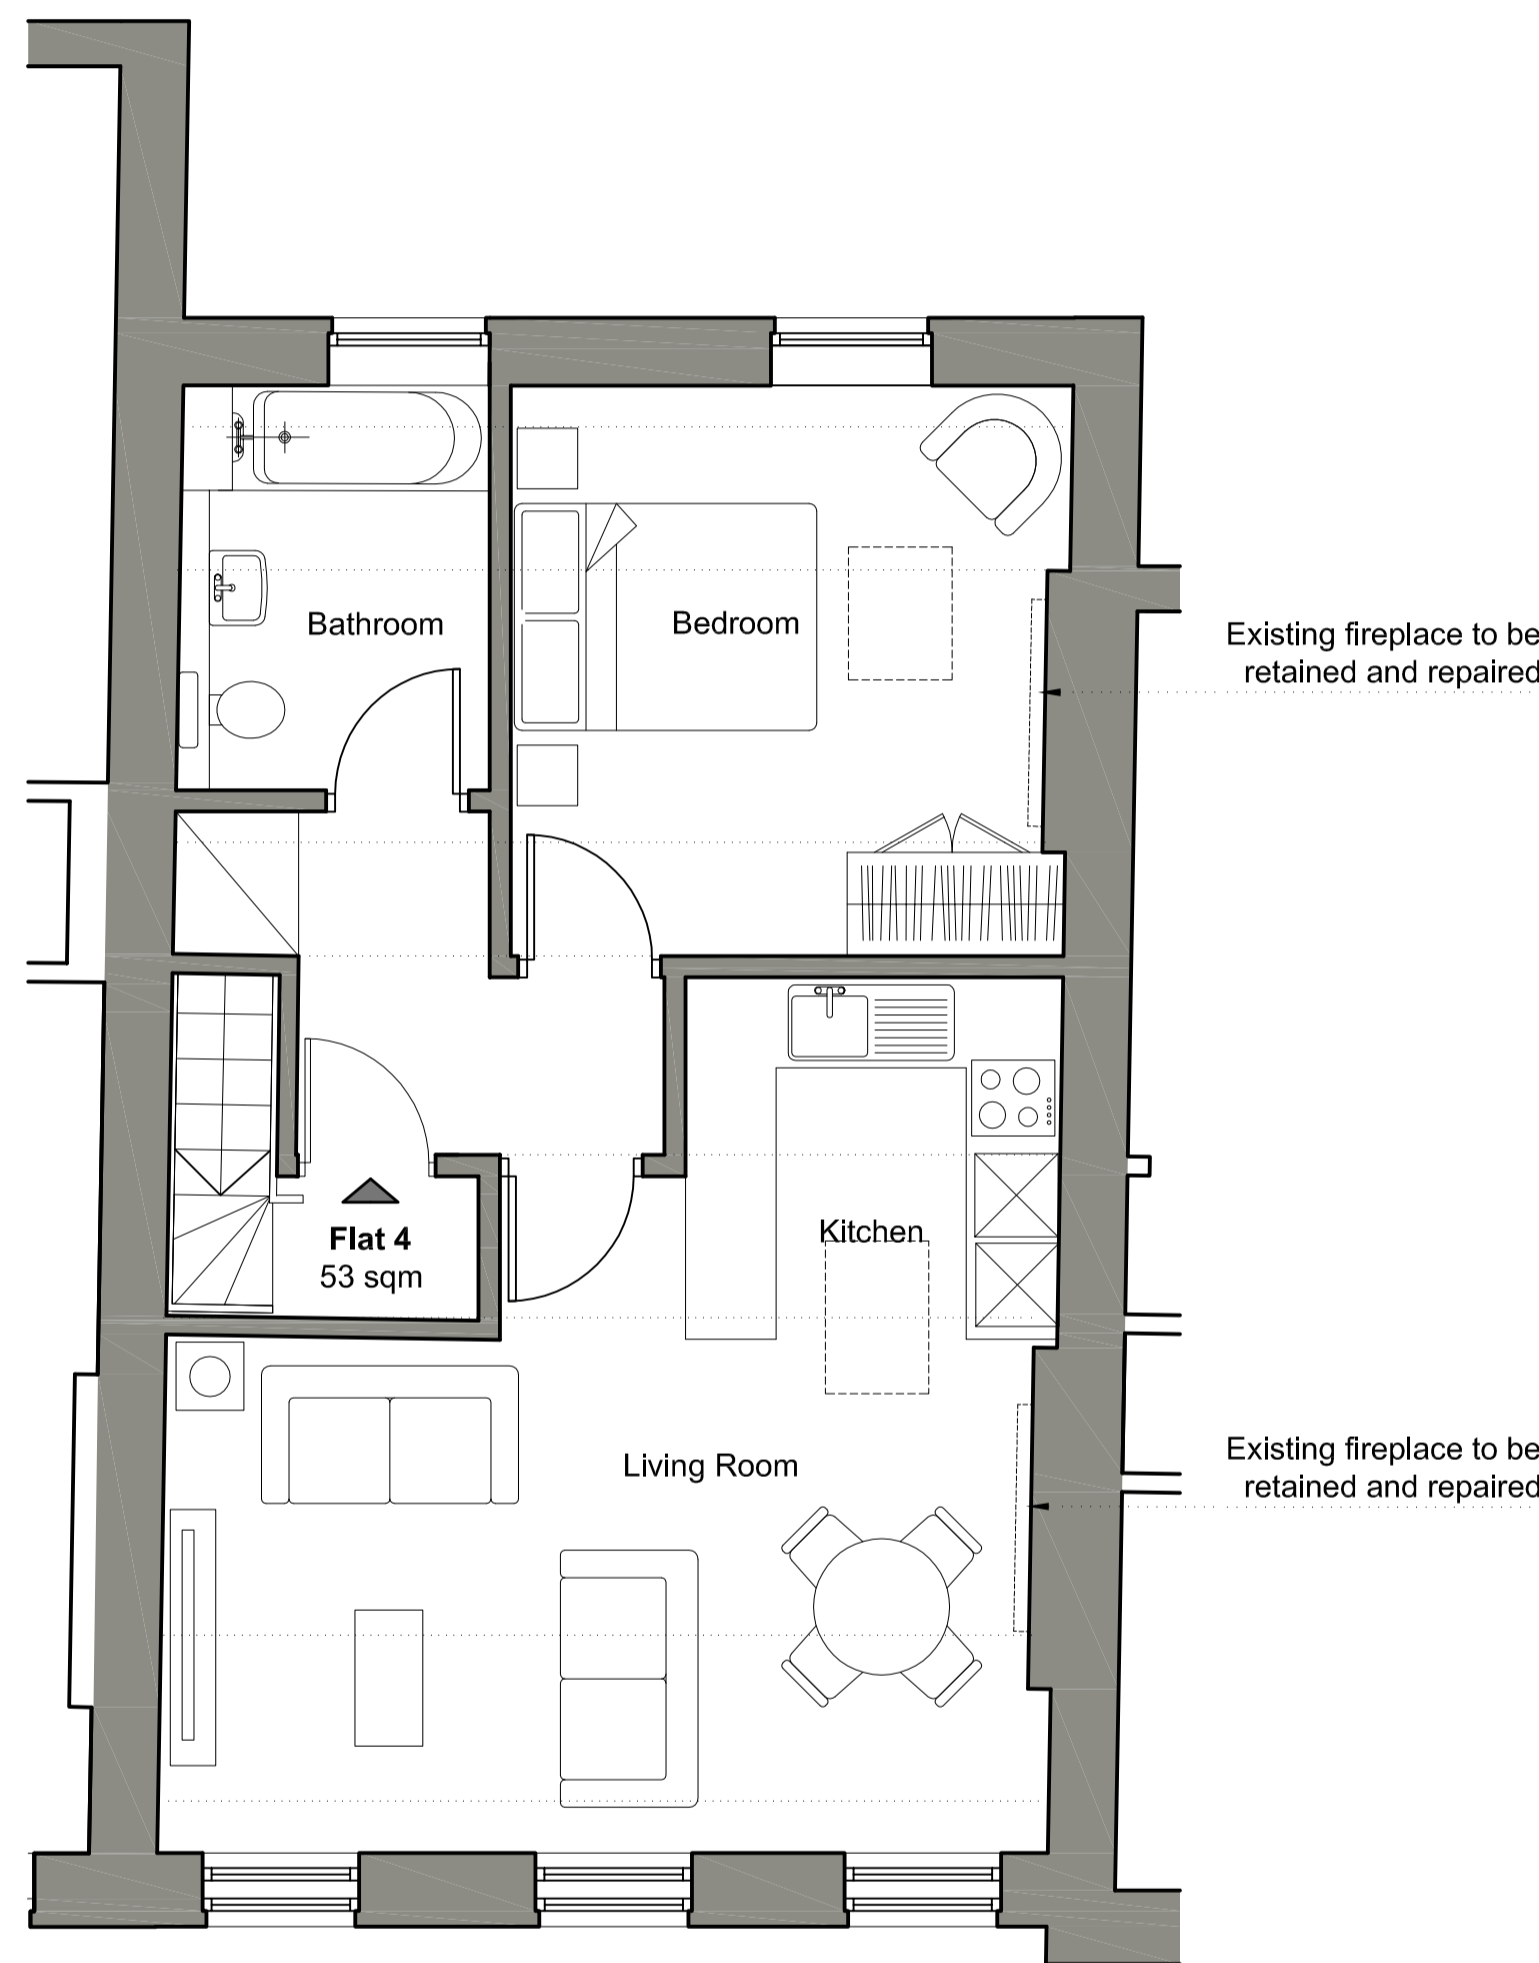 Bathroom
Bedroom
Existing fireplace to be
retained and repaired
Flat 4
53 sqm
Kitchen
Living Room
Existing fireplace to be
retained and repaired